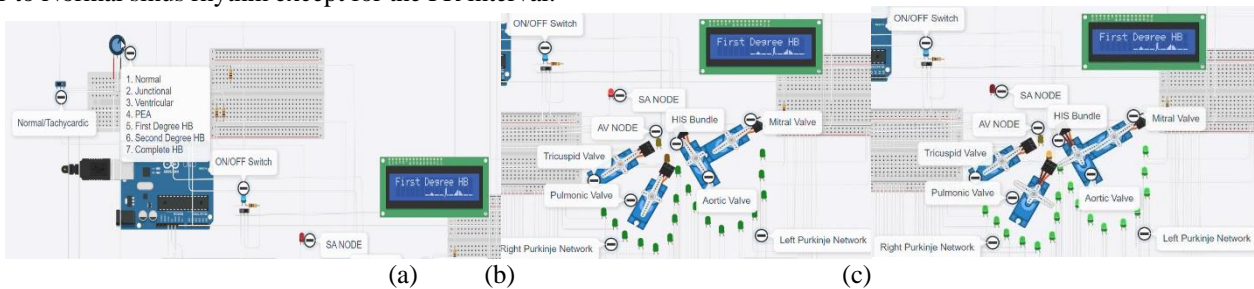 r to Normal sinus rhythm except for the PR interval.
Normal/Tachycardic
1. Normal
2. Junctional
3. Ventricular
4. PEA
5. First Degree HB
6. Second Degree HB
7. Complete HB
ON/OFF Switch
First Degree HB
SA NODE
(a)
ON/OFF Switch
First Degree HB
SA NODE
HIS Bundle
Mitral Valve
AV NODE
Tricuspid Valve
Pulmonic Valve
Aortic Valve
Right Purkinje Network
Left Purkinje Network
(b)
ON/OFF Switch
First Degree HB
SA NODE
HIS Bundle
Mitral Valve
AV NODE
Tricuspid Valve
Pulmonic Valve
Aortic Valve
Right Purkinje Network
Left Purkinje Network
(c)